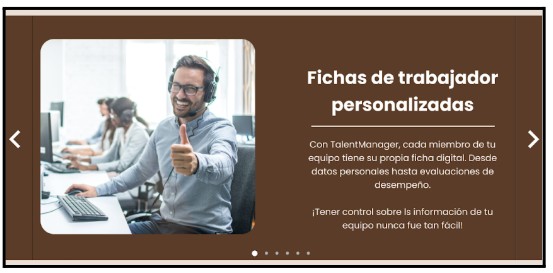 Fichas de trabajador
personalizadas
Con TalentManager, cada miembro de tu
equipo tiene su propia ficha digital. Desde
datos personales hasta evaluaciones de
desempeño.
¡Tener control sobre ls información de tu
equipo nunca fue tan fácil!